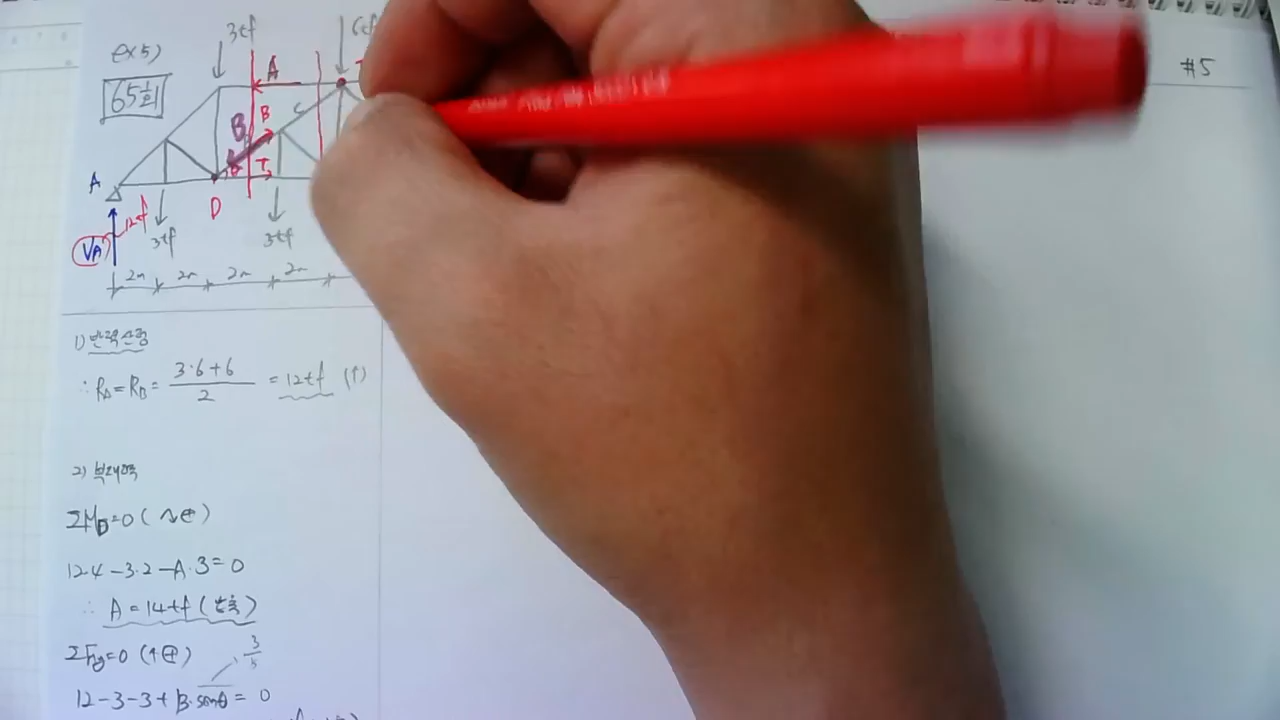 #5
ex5)
65회
3tf
6tf
A
B
B
C
A
T
D
12tf
VA
3tf
3tf
2m 2m 2m 2m
1) 반력산정
∴ RA=RB= 3·6+6 / 2 = 12tf (↑)
2) 부재력
ΣMD=0 (↷⊕)
12·4-3·2-A·3=0
∴ A=14tf (압축)
ΣFy=0 (↑⊕)
3/5
12-3-3+B·sinθ=0